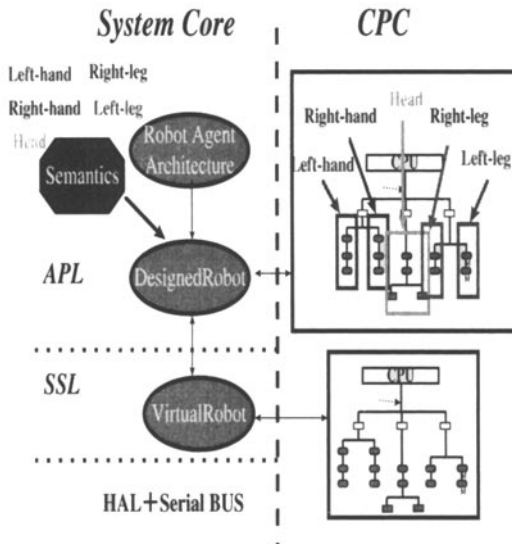 System Core
CPC
Left-hand Right-leg
Right-hand Left-leg
Head
Semantics
Robot Agent
Architecture
APL
DesignedRobot
SSL
VirtualRobot
HAL+Serial BUS
Head
Right-hand
Right-leg
Left-hand
Left-leg
CPU
CPU